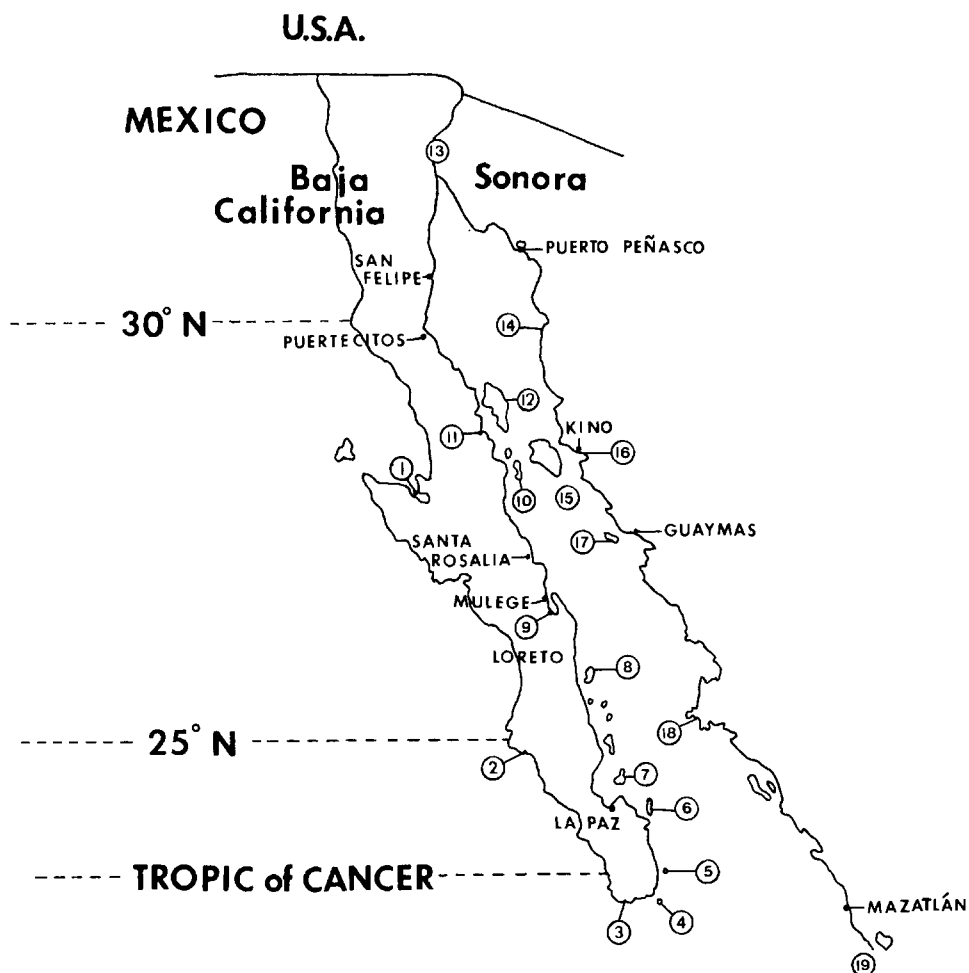 U.S.A.
MEXICO
13
Baja
California
Sonora
PUERTO PEÑASCO
SAN
FELIPE
30° N
14
PUERTECITOS
12
11
KINO
16
1
10
15
GUAYMAS
17
SANTA
ROSALIA
MULEGE
9
LORETO
8
18
25° N
2
7
6
LA PAZ
TROPIC of CANCER
5
MAZATLÁN
3
4
19